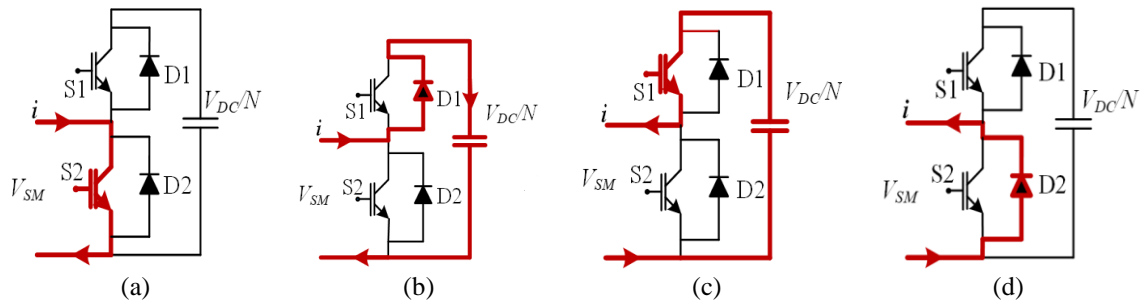 S1
D1
i
V_DC/N
S2
D2
V_SM
(a)
S1
D1
i
V_DC/N
S2
D2
V_SM
(b)
S1
D1
i
V_DC/N
S2
D2
V_SM
(c)
S1
D1
i
V_DC/N
S2
D2
V_SM
(d)